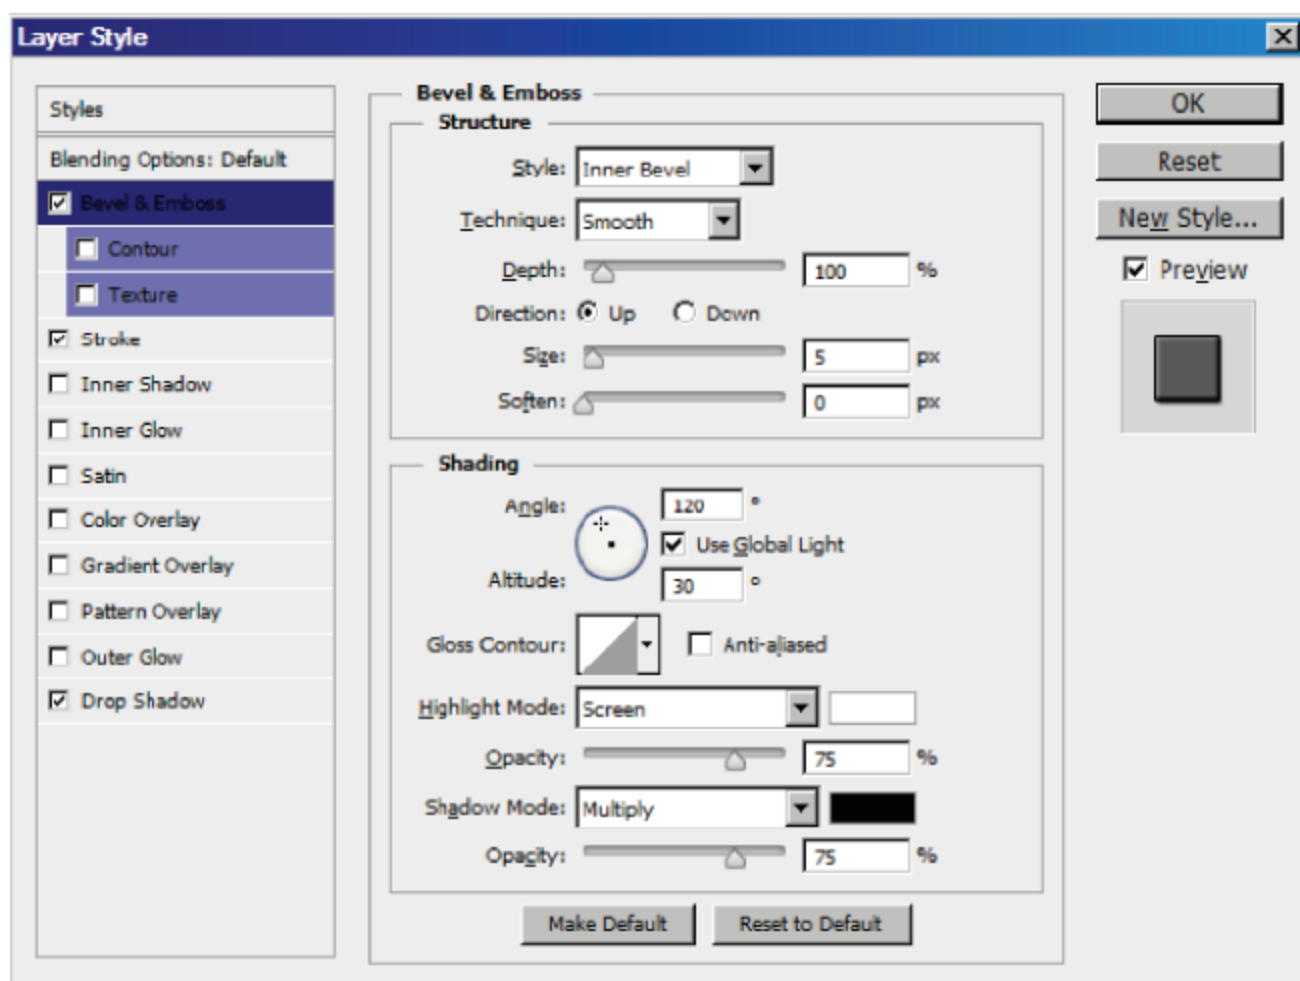 Layer Style
Styles
Blending Options: Default
Bevel & Emboss
Contour
Texture
Stroke
Inner Shadow
Inner Glow
Satin
Color Overlay
Gradient Overlay
Pattern Overlay
Outer Glow
Drop Shadow
Bevel & Emboss
Structure
Style: Inner Bevel
Technique: Smooth
Depth: 100 %
Direction: Up Down
Size: 5 px
Soften: 0 px
Shading
Angle: 120 °
Use Global Light
Altitude: 30 °
Gloss Contour: Anti-aliased
Highlight Mode: Screen
Opacity: 75 %
Shadow Mode: Multiply
Opacity: 75 %
Make Default Reset to Default
OK
Reset
New Style...
Preview